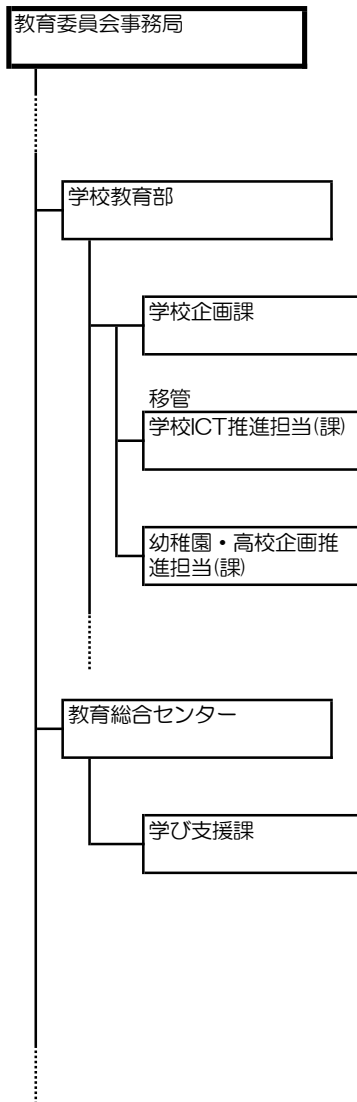 教育委員会事務局
学校教育部
学校企画課
移管
学校ICT推進担当(課)
幼稚園・高校企画推
進担当(課)
教育総合センター
学び支援課